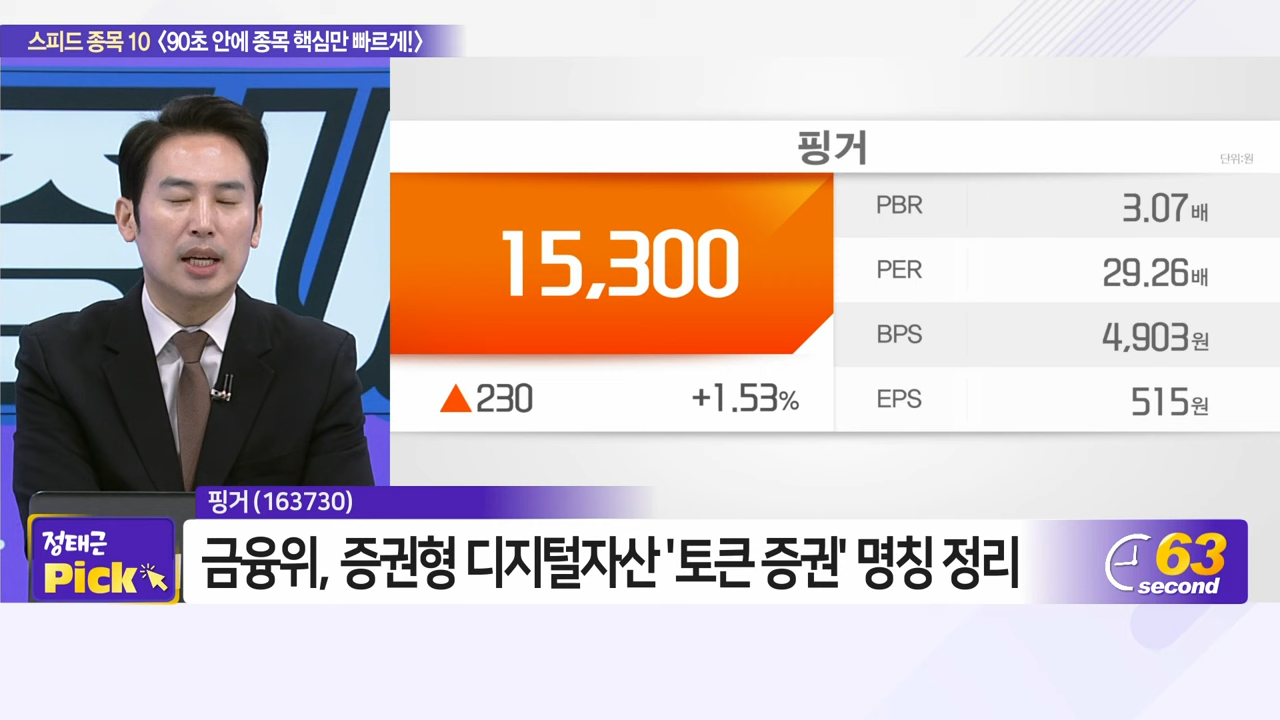 스피드 종목 10 〈90초 안에 종목 핵심만 빠르게!〉
핑거
단위:원
15,300
▲230 +1.53%
PBR 3.07배
PER 29.26배
BPS 4,903원
EPS 515원
핑거 (163730)
정태근
Pick
금융위, 증권형 디지털자산 '토큰 증권' 명칭 정리
63
second